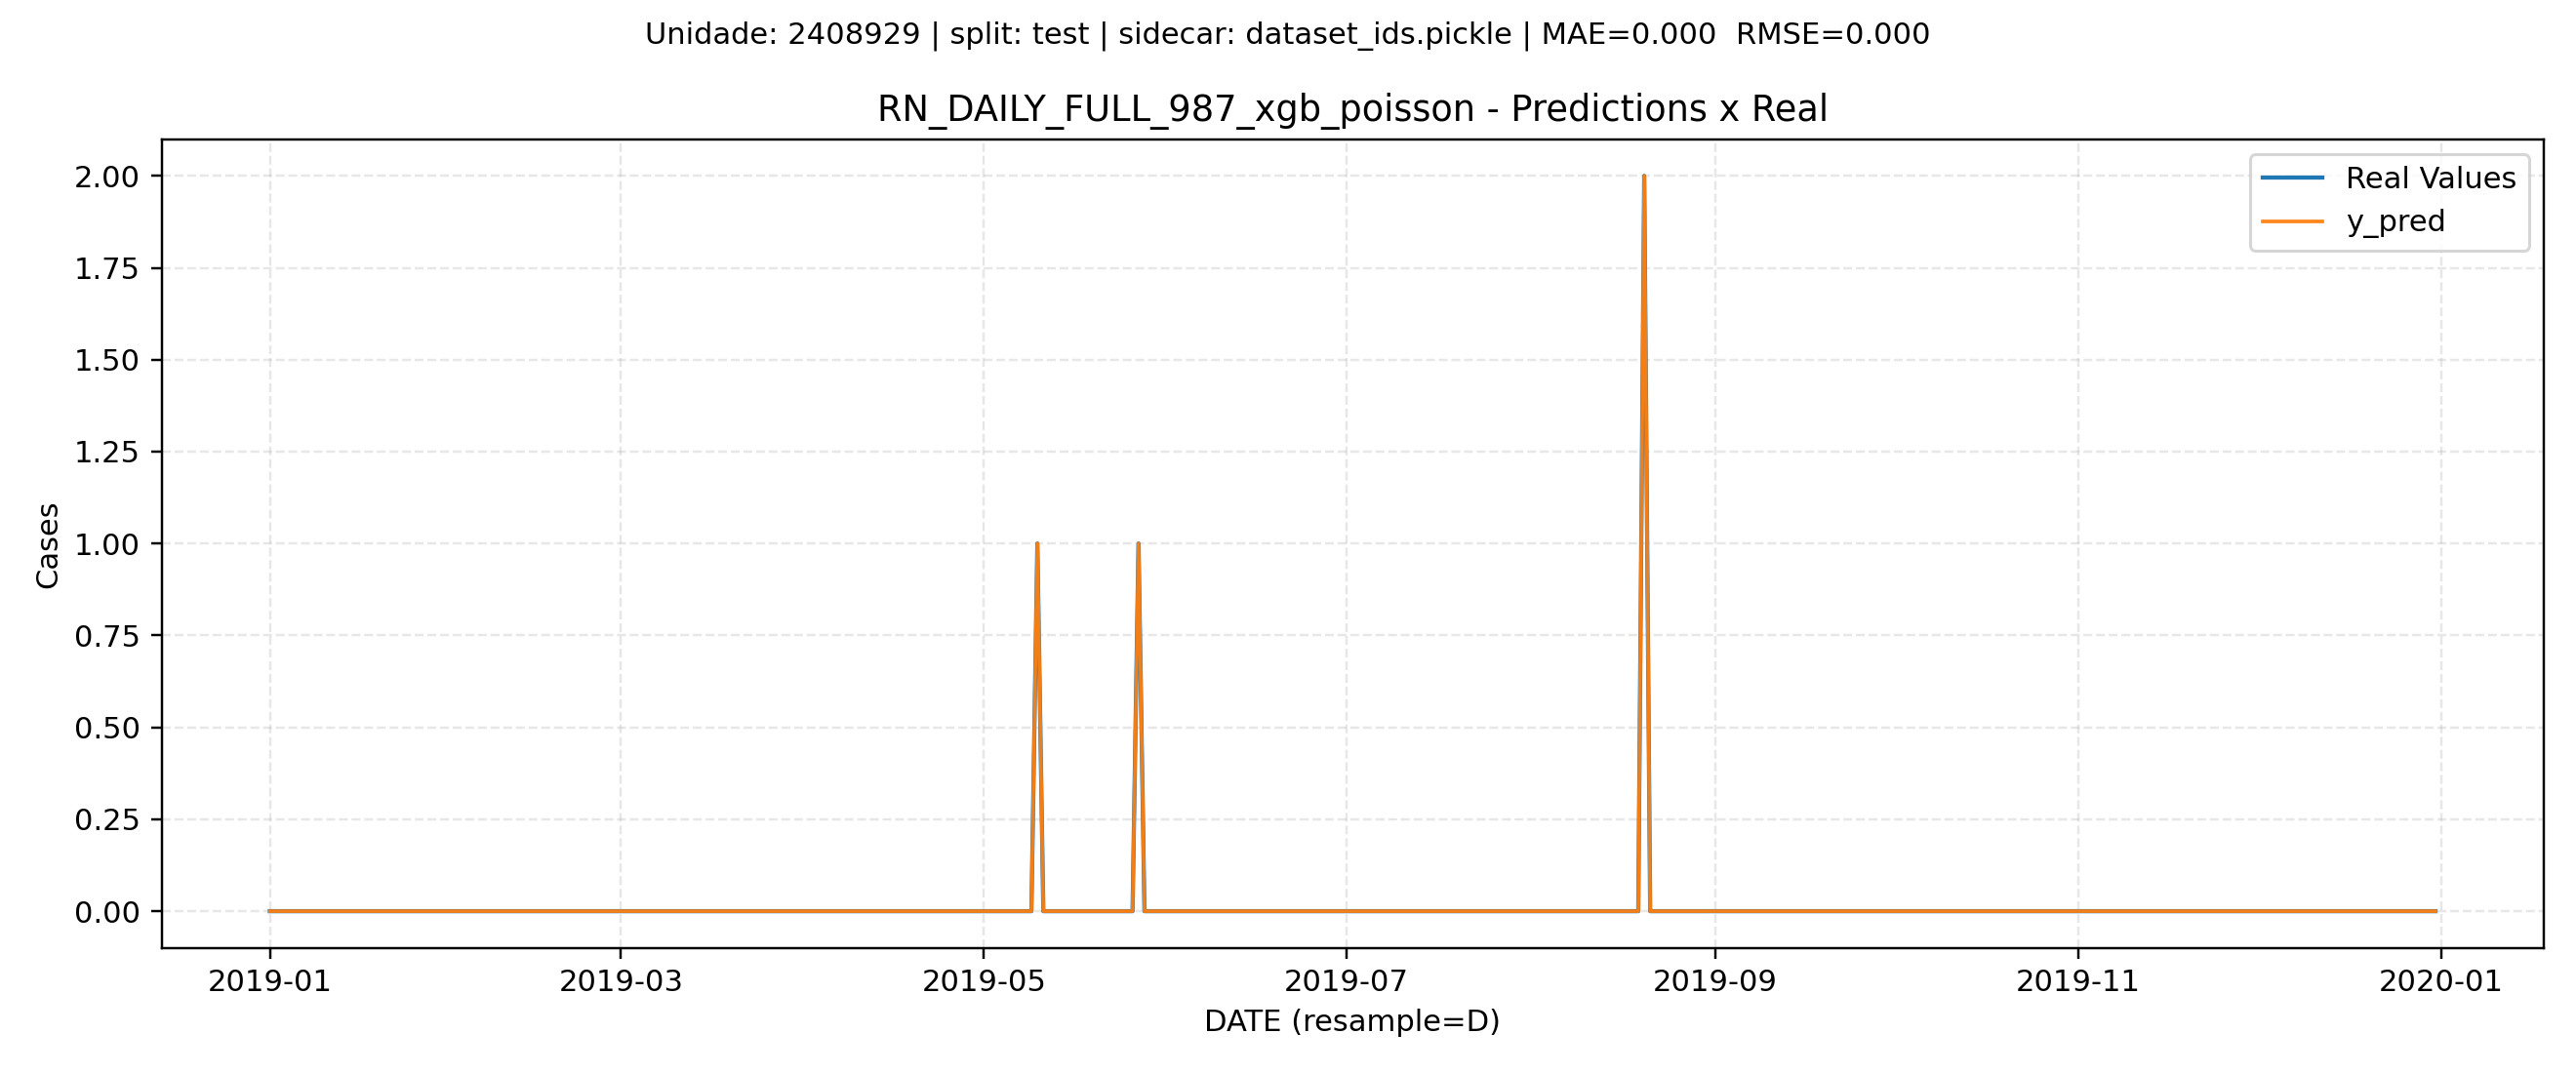 Unidade: 2408929 | split: test | sidecar: dataset_ids.pickle | MAE=0.000  RMSE=0.000
RN_DAILY_FULL_987_xgb_poisson - Predictions x Real
Real Values
y_pred
2.00
1.75
1.50
1.25
1.00
0.75
0.50
0.25
0.00
Cases
2019-01
2019-03
2019-05
2019-07
2019-09
2019-11
2020-01
DATE (resample=D)